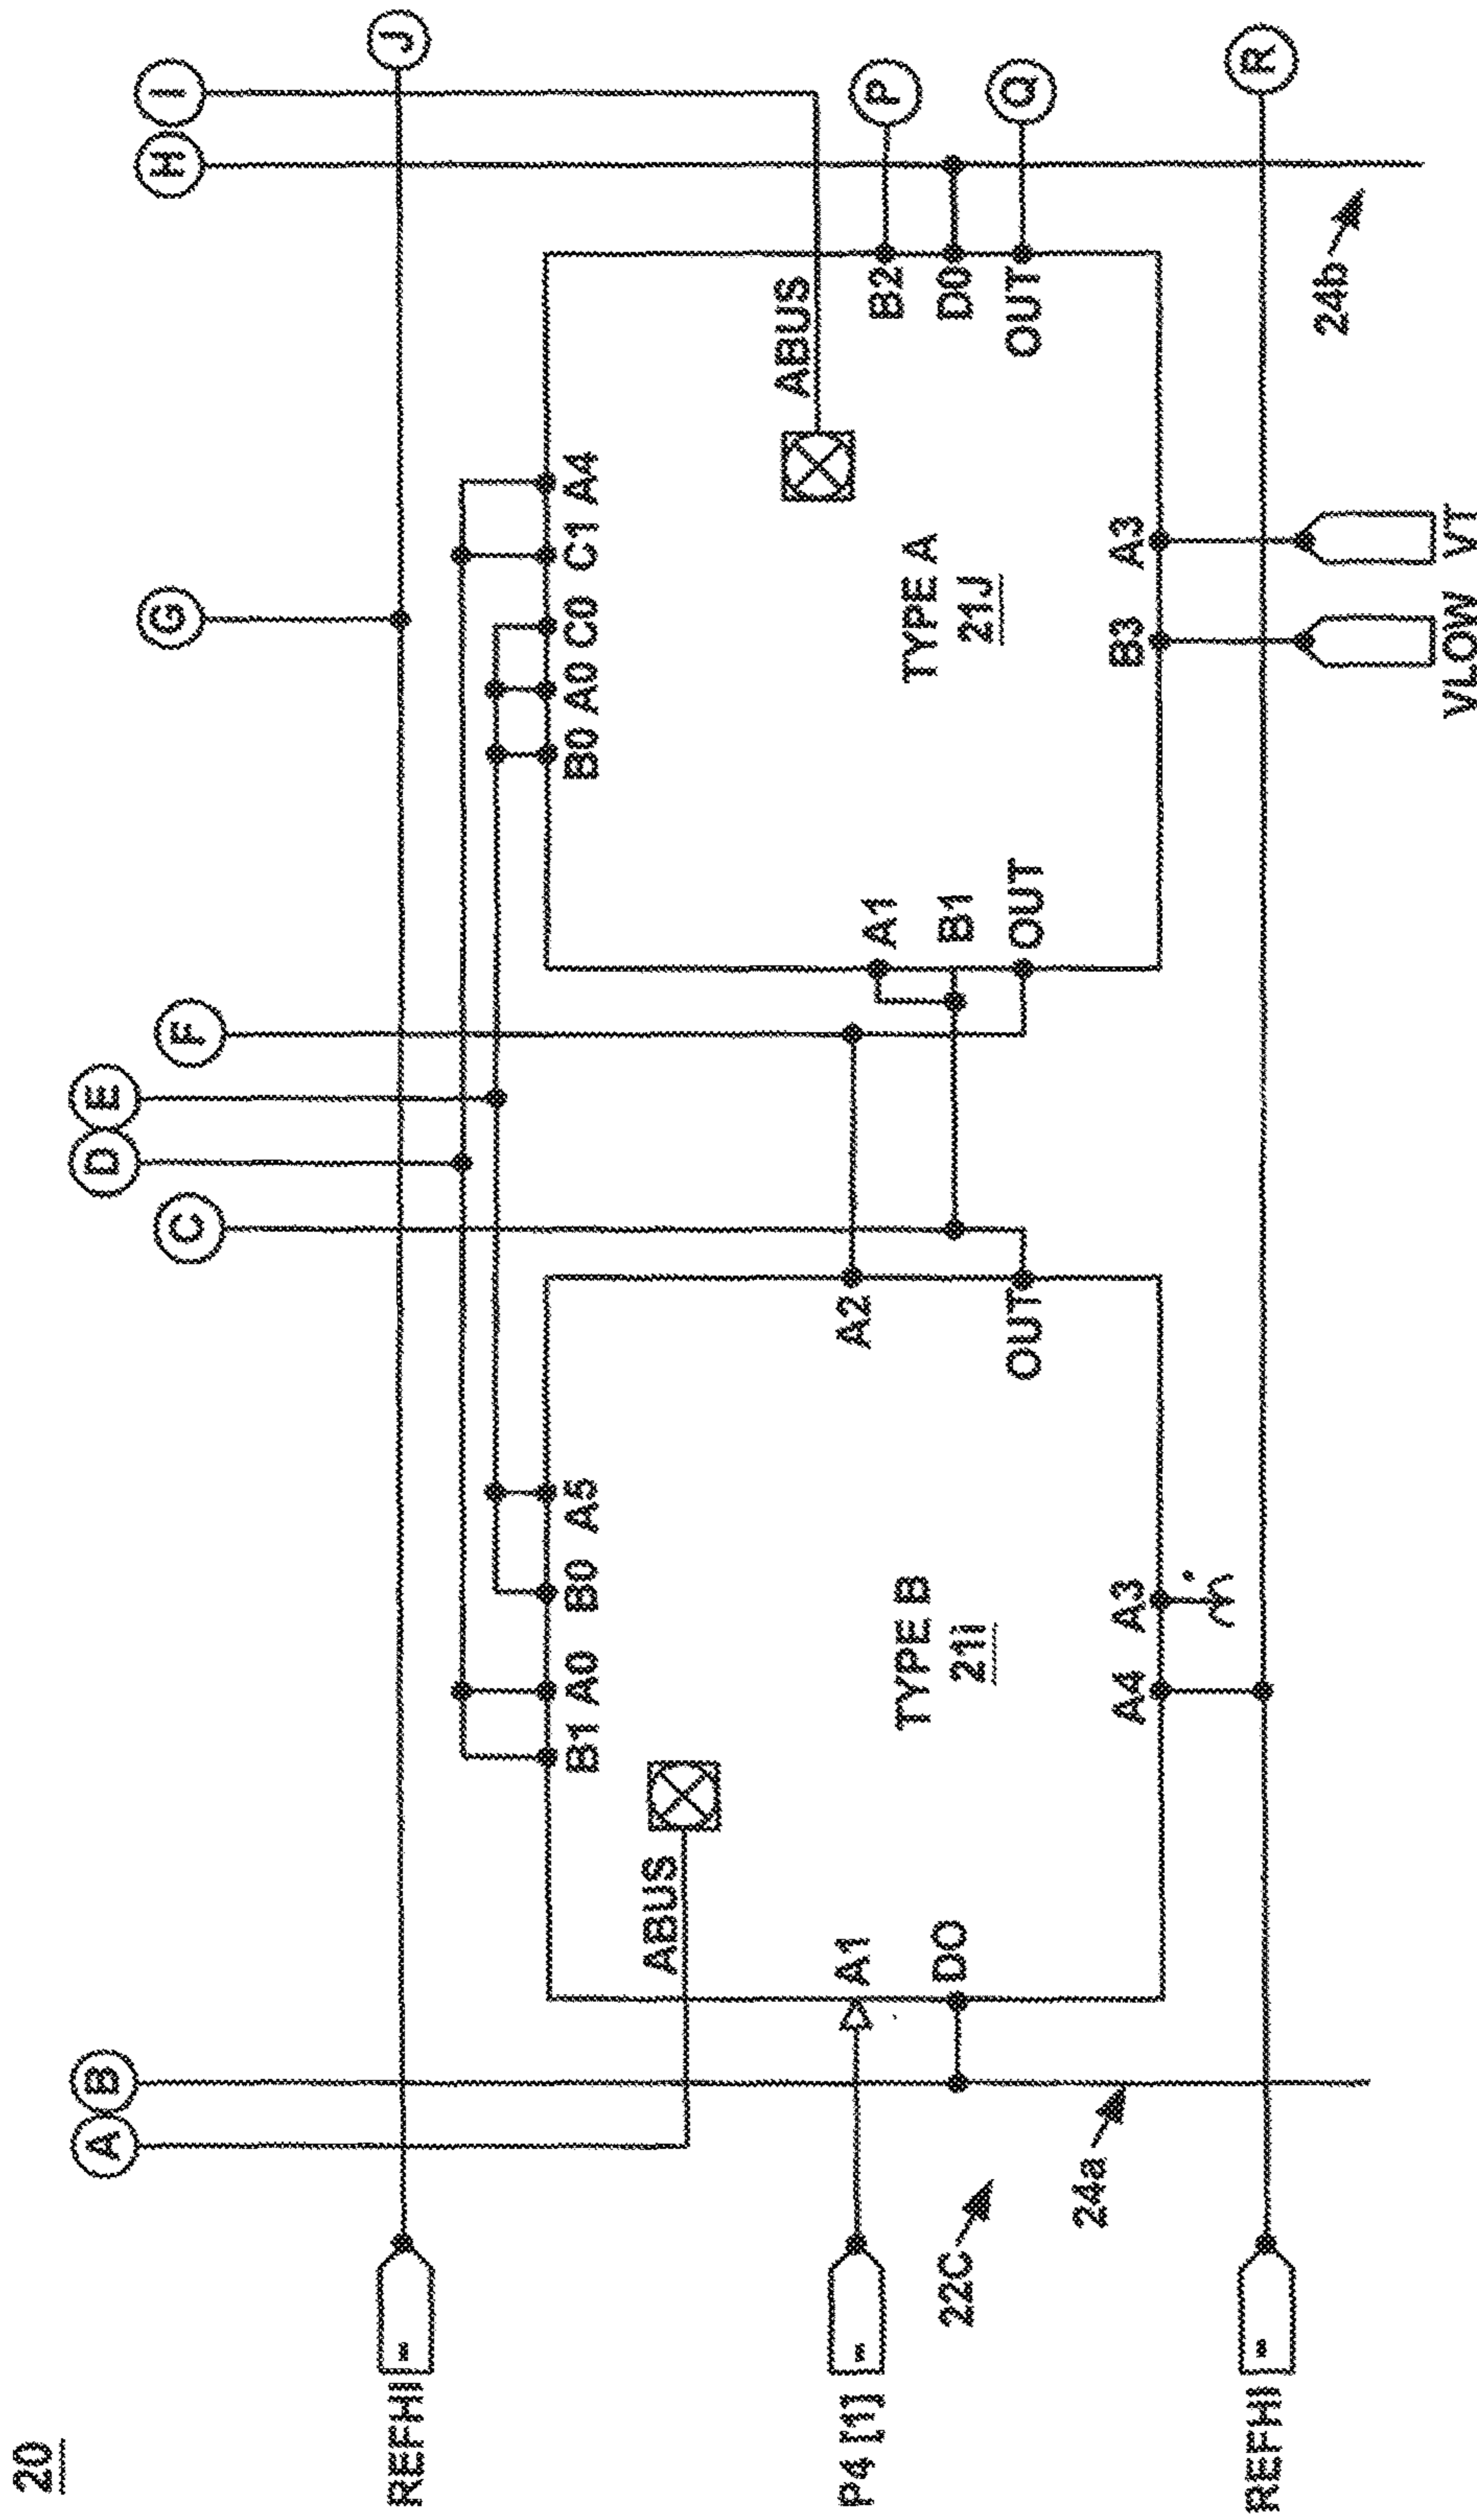 20
A B
C
D E
F
G
H I
J
REFHI
B1 A0 B0 A5
B0 A0 C0 C1 A4
ABUS
ABUS
P4 [1]
A1
A2
A1
B2
P
TYPE B
21i
TYPE A
21J
DO
B1
D0
OUT
OUT
OUT
Q
22C
A4 A3
B3 A3
24a
REFHI
R
24b
VLOW VT